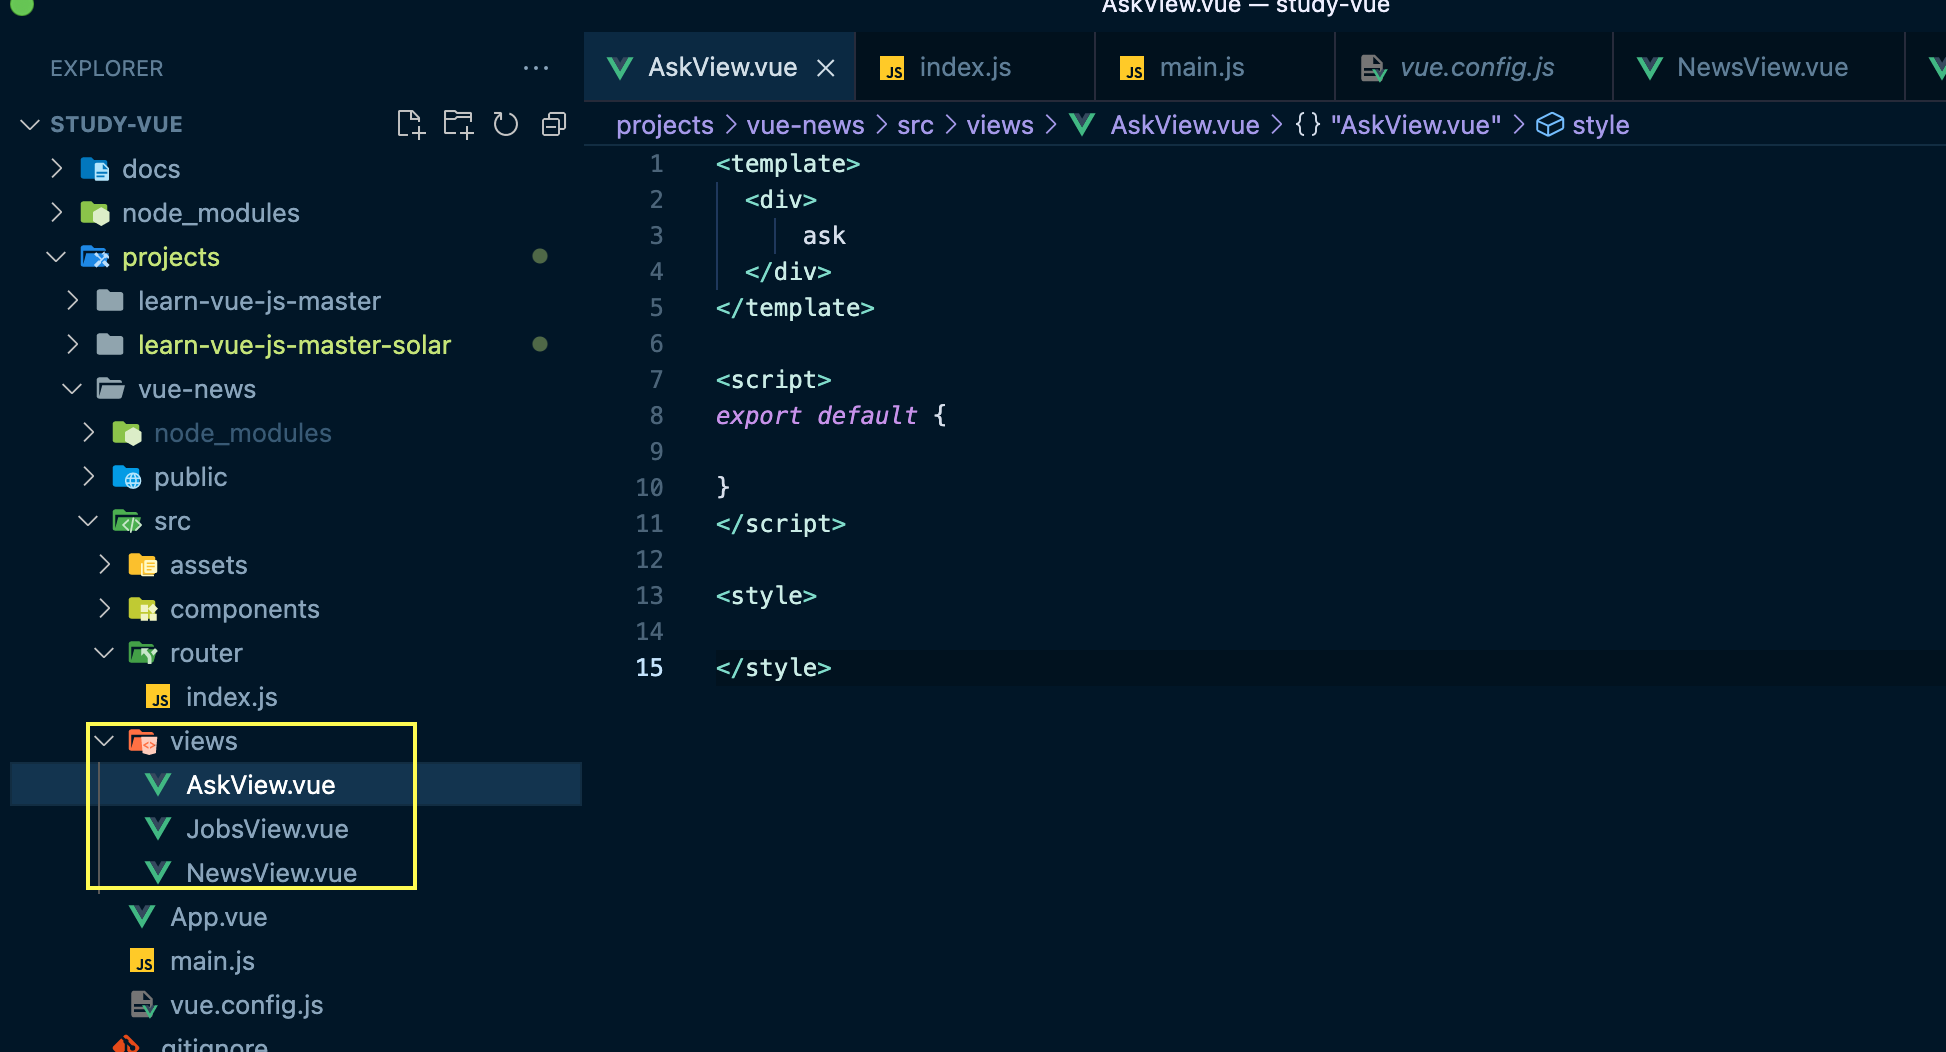 AskView.vue — study-vue
EXPLORER
STUDY-VUE
docs
node_modules
projects
learn-vue-js-master
learn-vue-js-master-solar
vue-news
node_modules
public
src
assets
components
router
JS index.js
views
AskView.vue
JobsView.vue
NewsView.vue
App.vue
JS main.js
vue.config.js
.gitignore
AskView.vue
JS index.js
JS main.js
vue.config.js
NewsView.vue
projects > vue-news > src > views > AskView.vue > {} "AskView.vue" > style
1 <template>
2 <div>
3 ask
4 </div>
5 </template>
6
7 <script>
8 export default {
9
10 }
11 </script>
12
13 <style>
14
15 </style>